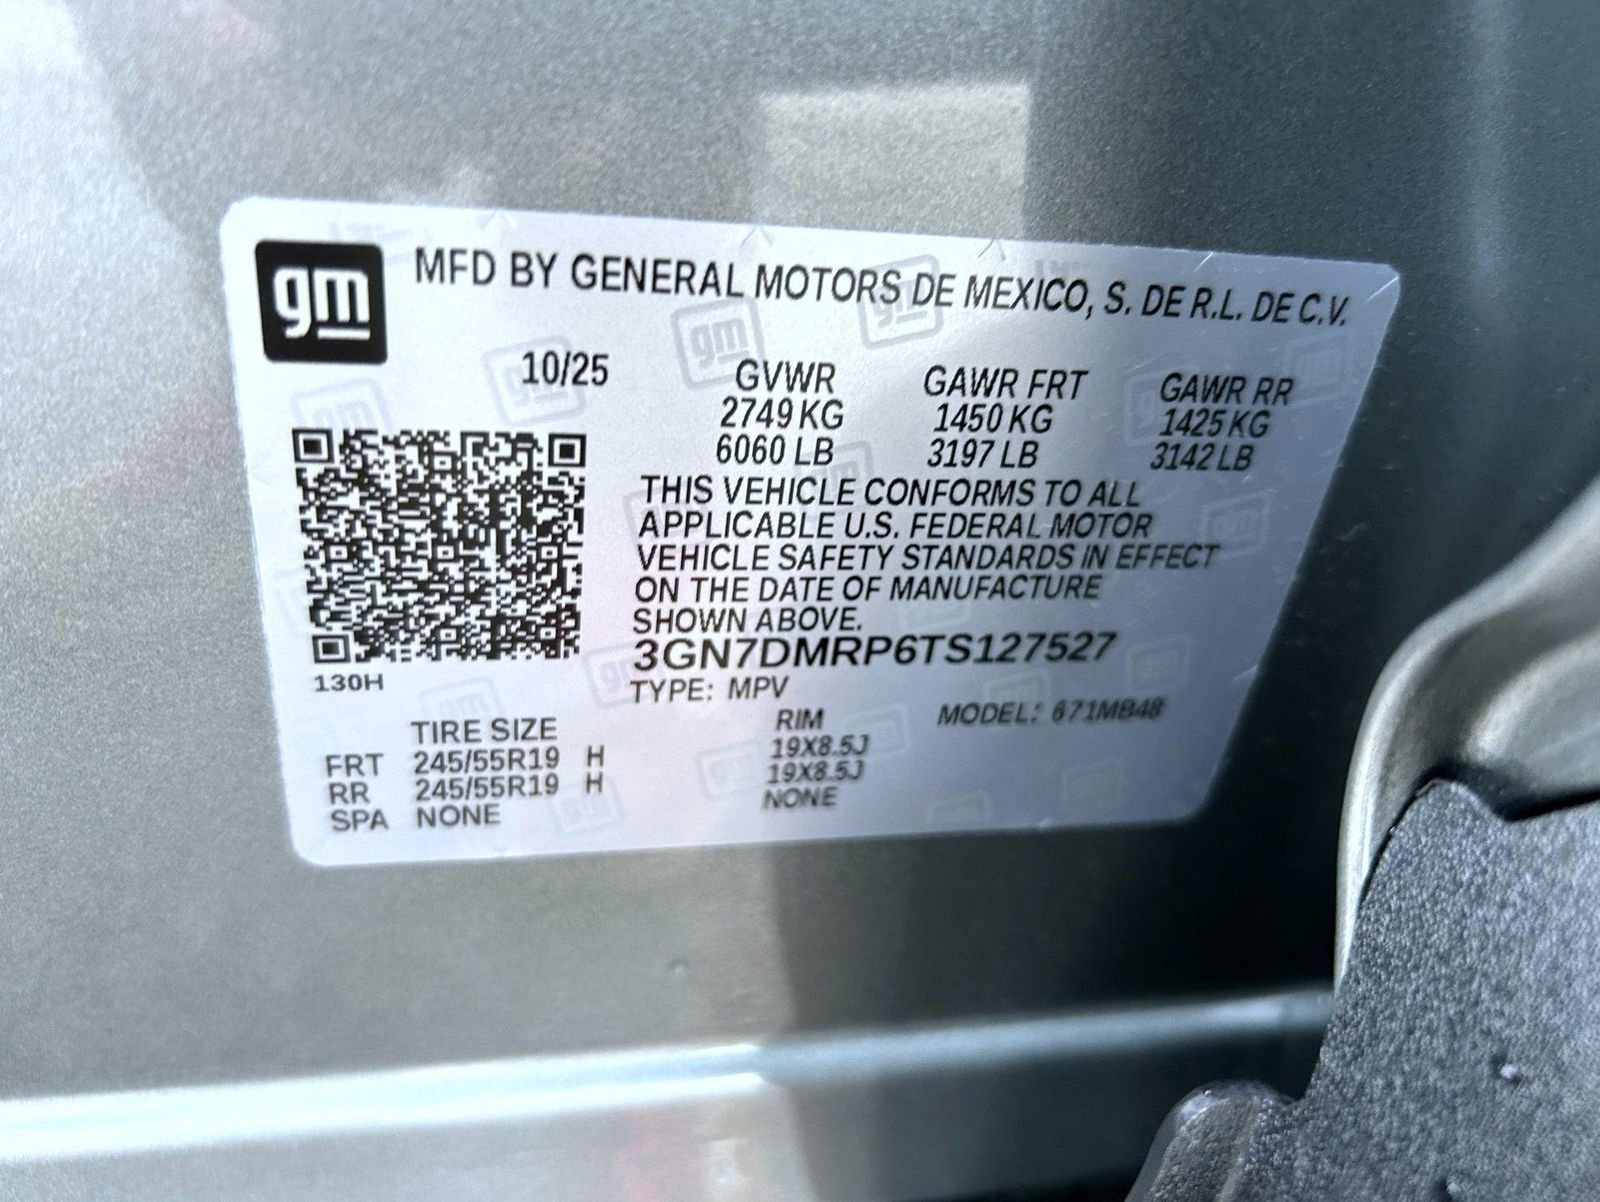 gm
MFD BY GENERAL MOTORS DE MEXICO, S. DE R.L. DE C.V.
10/25 GVWR GAWR FRT GAWR RR
2749 KG 1450 KG 1425 KG
6060 LB 3197 LB 3142 LB
THIS VEHICLE CONFORMS TO ALL
APPLICABLE U.S. FEDERAL MOTOR
VEHICLE SAFETY STANDARDS IN EFFECT
ON THE DATE OF MANUFACTURE
SHOWN ABOVE.
3GN7DMRP6TS127527
130H
TYPE: MPV MODEL: 671MB48
TIRE SIZE RIM
FRT 245/55R19 H 19X8.5J
RR 245/55R19 H 19X8.5J
SPA NONE NONE